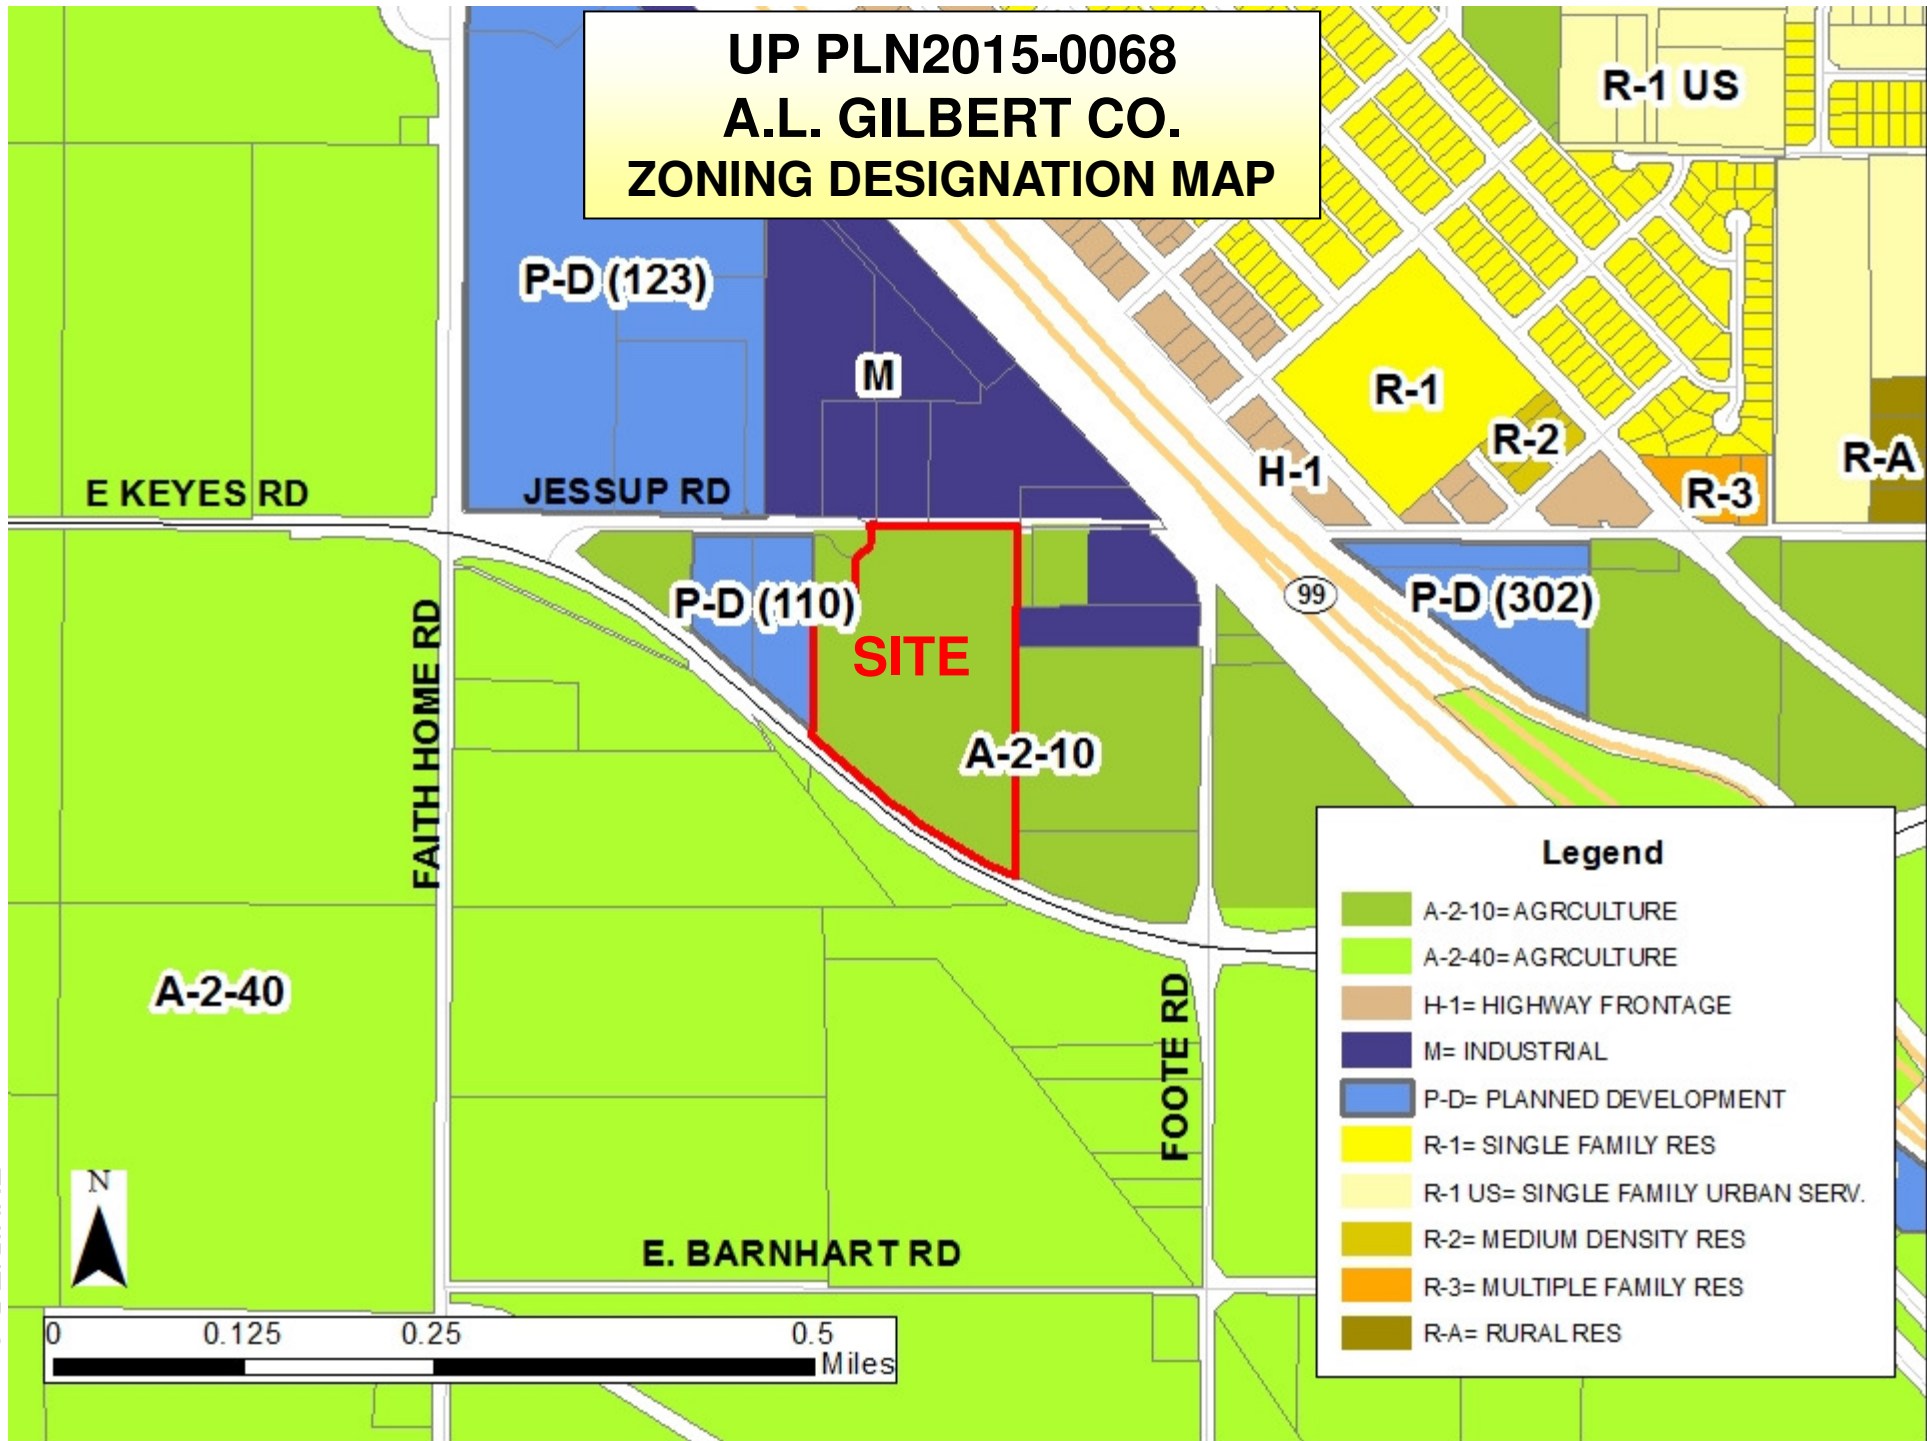 UP PLN2015-0068
A.L. GILBERT CO.
ZONING DESIGNATION MAP
R-1 US
P-D (123)
M
R-1
R-2
H-1
R-3
R-A
E KEYES RD
JESSUP RD
P-D (110)
99
P-D (302)
SITE
A-2-10
FAITH HOME RD
A-2-40
FOOTE RD
E. BARNHART RD
N
0 0.125 0.25 0.5
Miles
Legend
A-2-10= AGRCULTURE
A-2-40= AGRCULTURE
H-1= HIGHWAY FRONTAGE
M= INDUSTRIAL
P-D= PLANNED DEVELOPMENT
R-1= SINGLE FAMILY RES
R-1 US= SINGLE FAMILY URBAN SERV.
R-2= MEDIUM DENSITY RES
R-3= MULTIPLE FAMILY RES
R-A= RURAL RES